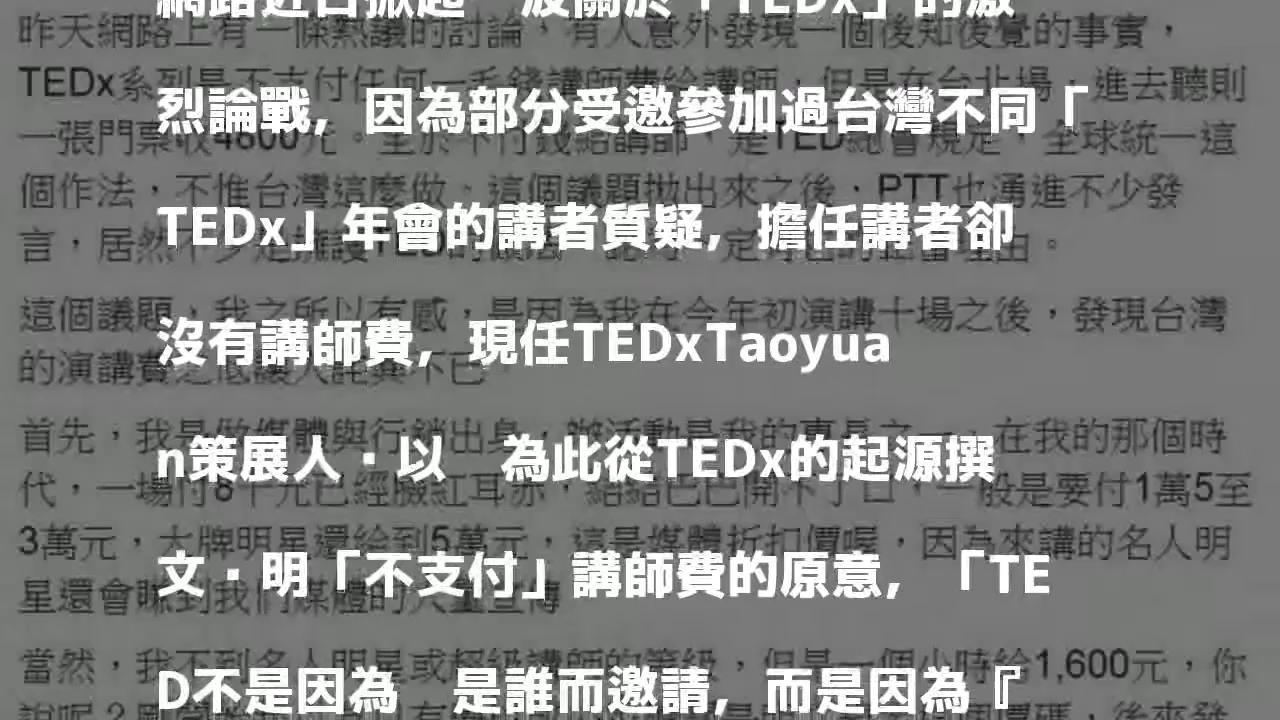 網路近日掀起 波關於「TEDx」的激
昨天網路上有一條熱議的討論，有人意外發現一個後知後覺的事實，
TEDx系列是不支付任何一毛錢講師費給講師，但是在台北場，進去聽則
烈論戰，因為部分受邀參加過台灣不同「
一張門票收4800元。至於不付錢給講師，是TED總會規定，全球統一這
個作法，不惟台灣這麼做。這個議題拋出來之後，PTT也湧進不少發
TEDx」年會的講者質疑，擔任講者卻
言，居然不少是擁護TED的
這個議題，我之所以有感，是因為我在今年初演講十場之後，發現台灣
沒有講師費，現任TEDxTaoyua
的演講費之低讓人詫異不已
首先，我是做媒體與行銷出身，辦活動是我的專長之一，在我的那個時
n策展人·以 為此從TEDx的起源撰
代，一場付8千元已經臉紅耳赤，結結巴巴開不了口，一般是要付1萬5至
3萬元，大牌明星還給到5萬元，這是媒體折扣價喔，因為來講的名人明
文·明「不支付」講師費的原意，「TE
星還會賺到我們媒體的大量宣傳
當然，我不到名人明星或超級講師的等級，但是一個小時給1,600元，你
D不是因為 是誰而邀請，而是因為『